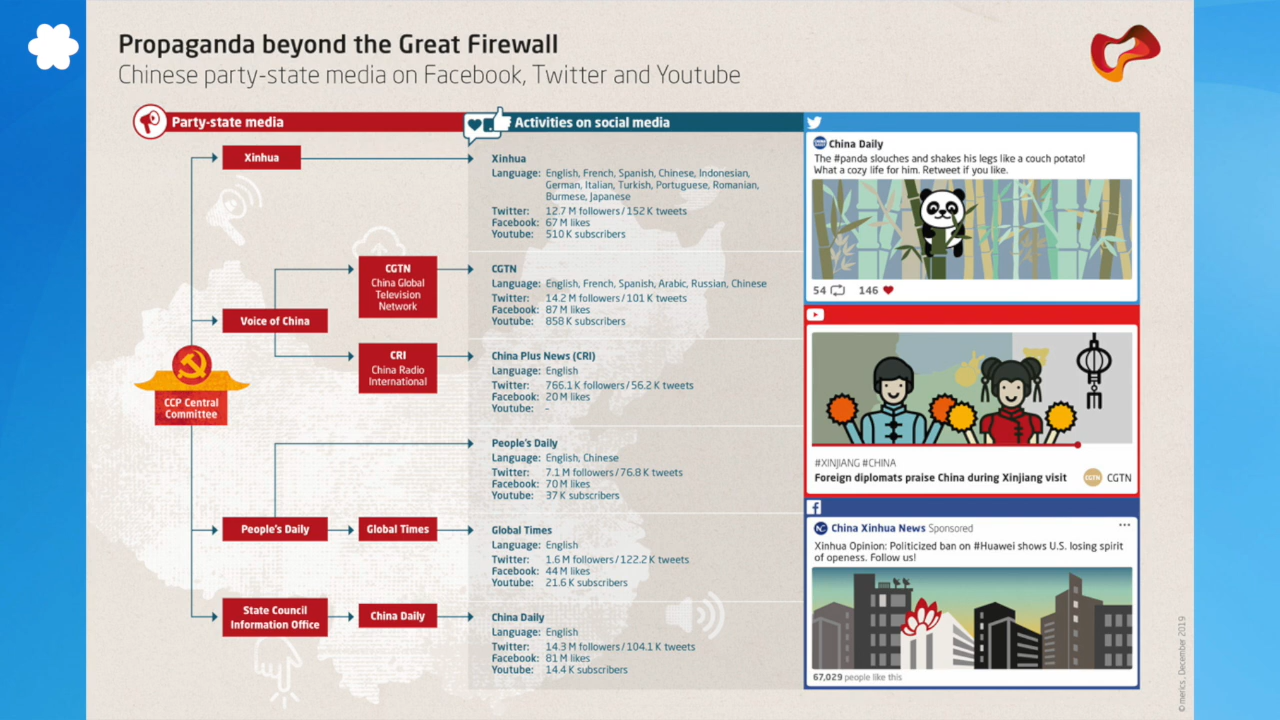 Propaganda beyond the Great Firewall
Chinese party-state media on Facebook, Twitter and Youtube
Party-state media
Activities on social media
Xinhua
CGTN
China Global
Television
Network
Voice of China
CRI
China Radio
International
CCP Central
Committee
People's Daily
Global Times
State Council
Information Office
China Daily
Xinhua
Language: English, French, Spanish, Chinese, Indonesian,
German, Italian, Turkish, Portuguese, Romanian,
Burmese, Japanese
Twitter: 12.7 M followers / 152 K tweets
Facebook: 67 M likes
Youtube: 510 K subscribers
CGTN
Language: English, French, Spanish, Arabic, Russian, Chinese
Twitter: 14.2 M followers / 101 K tweets
Facebook: 87 M likes
Youtube: 858 K subscribers
China Plus News (CRI)
Language: English
Twitter: 766.1 K followers / 56.2 K tweets
Facebook: 20 M likes
Youtube: -
People's Daily
Language: English, Chinese
Twitter: 7.1 M followers / 76.8 K tweets
Facebook: 70 M likes
Youtube: 37 K subscribers
Global Times
Language: English
Twitter: 1.6 M followers / 122.2 K tweets
Facebook: 44 M likes
Youtube: 21.6 K subscribers
China Daily
Language: English
Twitter: 14.3 M followers / 104.1 K tweets
Facebook: 81 M likes
Youtube: 14.4 K subscribers
China Daily
The #panda slouches and shakes his legs like a couch potato!
What a cozy life for him. Retweet if you like.
54 146
#XINJIANG #CHINA
Foreign diplomats praise China during Xinjiang visit
CGTN CGTN
China Xinhua News Sponsored
Xinhua Opinion: Politicized ban on #Huawei shows U.S. losing spirit
of openess. Follow us!
67,029 people like this
© merics, December 2019